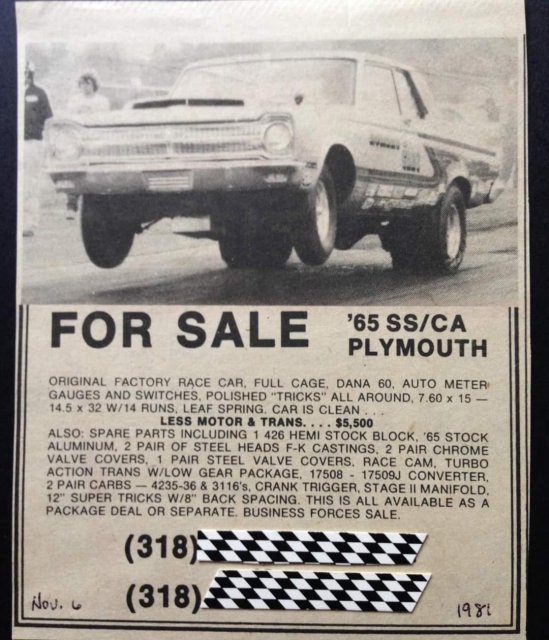 FOR SALE
'65 SS/CA
PLYMOUTH
ORIGINAL FACTORY RACE CAR, FULL CAGE, DANA 60, AUTO METER
GAUGES AND SWITCHES, POLISHED "TRICKS" ALL AROUND, 7.60 x 15 —
14.5 x 32 W/14 RUNS, LEAF SPRING. CAR IS CLEAN . . .
LESS MOTOR & TRANS. . . . $5,500
ALSO: SPARE PARTS INCLUDING 1 426 HEMI STOCK BLOCK, '65 STOCK
ALUMINUM, 2 PAIR OF STEEL HEADS F-K CASTINGS, 2 PAIR CHROME
VALVE COVERS, 1 PAIR STEEL VALVE COVERS, RACE CAM, TURBO
ACTION TRANS W/LOW GEAR PACKAGE, 17508 - 17509J CONVERTER,
2 PAIR CARBS — 4235-36 & 3116's, CRANK TRIGGER, STAGE II MANIFOLD,
12" SUPER TRICKS W/8" BACK SPACING. THIS IS ALL AVAILABLE AS A
PACKAGE DEAL OR SEPARATE. BUSINESS FORCES SALE.
(318)
(318)
Nov. 6
1981